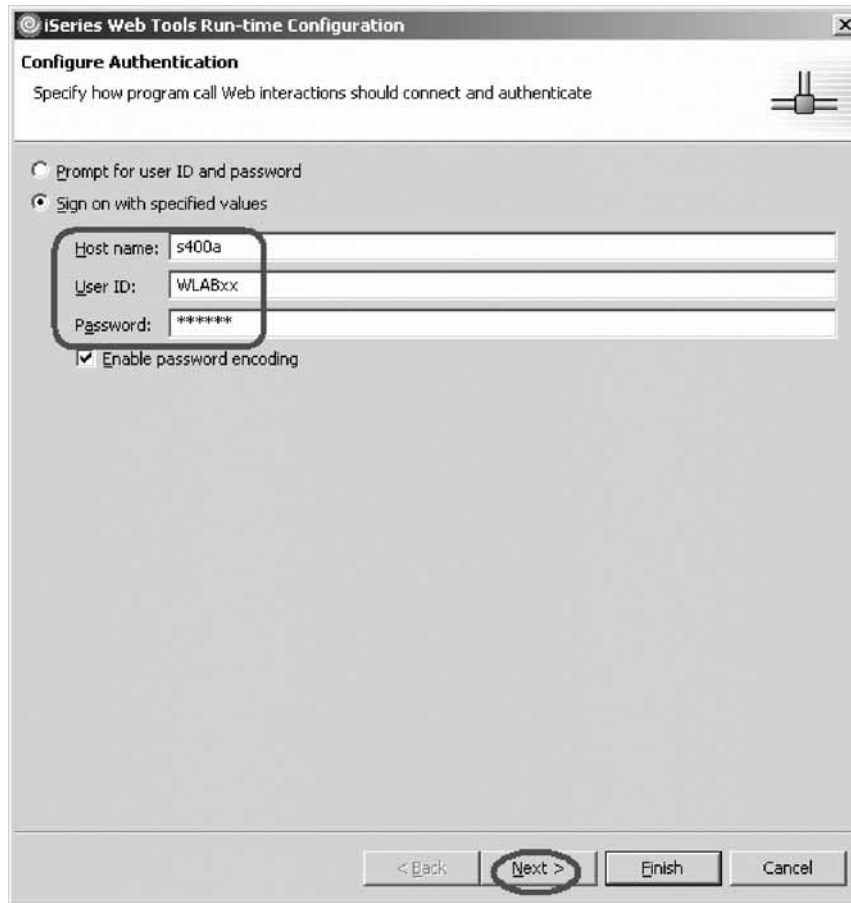 iSeries Web Tools Run-time Configuration
Configure Authentication
Specify how program call Web interactions should connect and authenticate
Prompt for user ID and password
Sign on with specified values
Host name: s400a
User ID: WLABxx
Password: ******
Enable password encoding
< Back Next > Finish Cancel